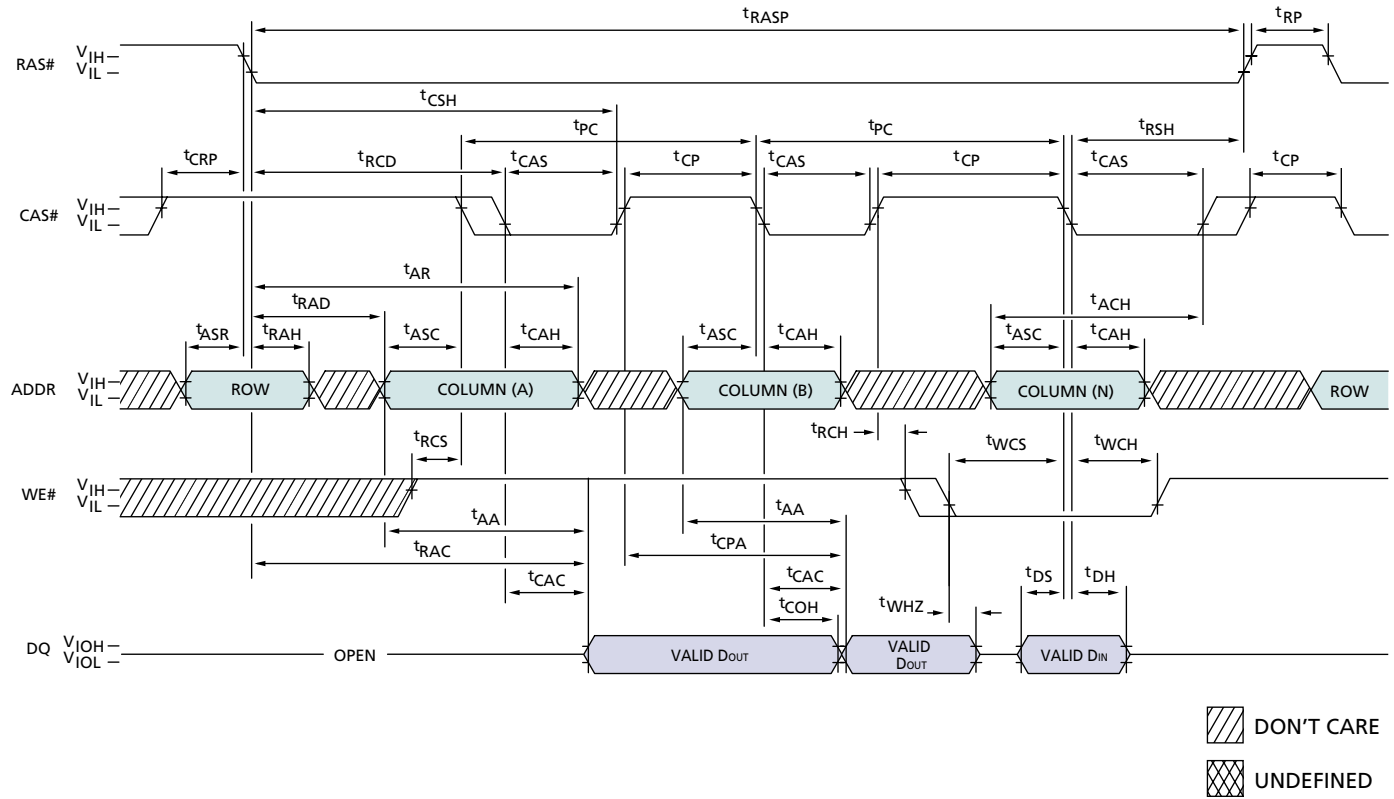 tRASP
tRP
RAS#
VIH
VIL
tCSH
tPC
tPC
tRSH
tCRP
tRCD
tCAS
tCP
tCAS
tCP
tCAS
tCP
CAS#
VIH
VIL
tAR
tRAD
tACH
tASR
tRAH
tASC
tCAH
tASC
tCAH
tASC
tCAH
ADDR
VIH
VIL
ROW
COLUMN (A)
COLUMN (B)
COLUMN (N)
ROW
tRCH
tRCS
tWCS
tWCH
WE#
VIH
VIL
tAA
tAA
tRAC
tCPA
tCAC
tCAC
tDS
tDH
tCOH
tWHZ
DQ
VIOH
VIOL
OPEN
VALID DOUT
VALID
DOUT
VALID DIN
DON'T CARE
UNDEFINED